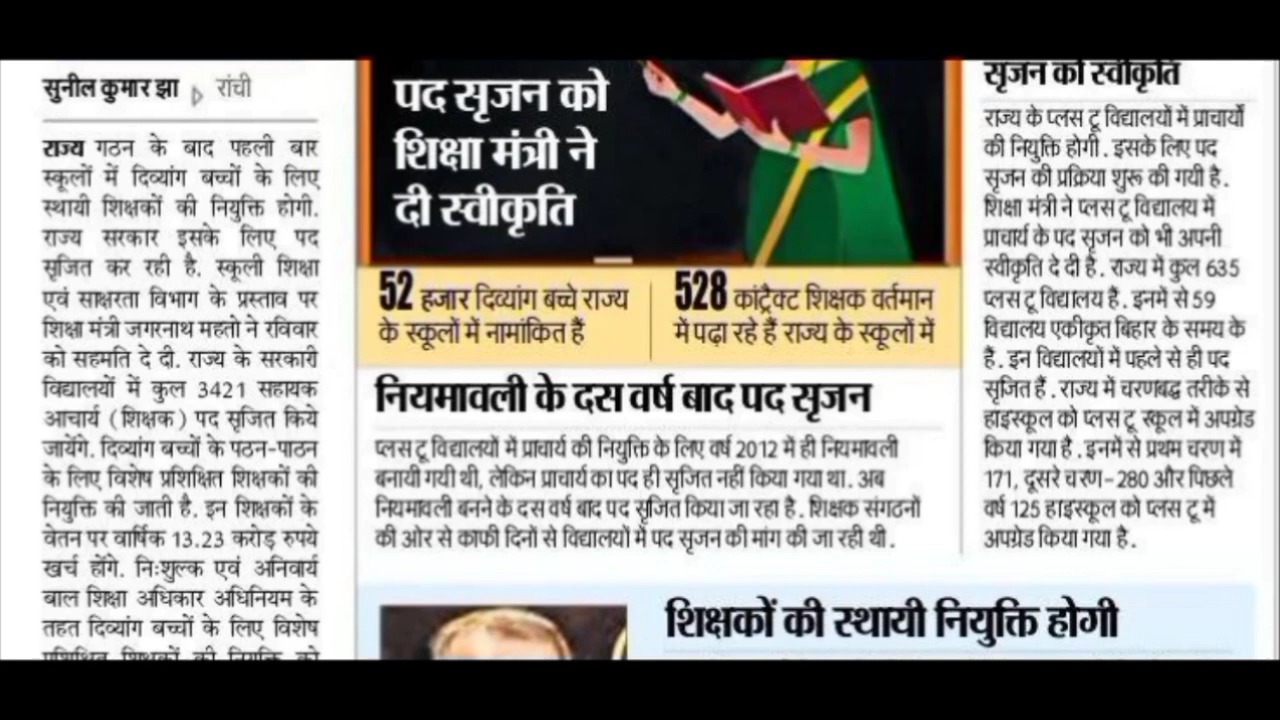 सुनील कुमार झा ▷ रांची
राज्य गठन के बाद पहली बार
स्कूलों में दिव्यांग बच्चों के लिए
स्थायी शिक्षकों की नियुक्ति होगी.
राज्य सरकार इसके लिए पद
सृजित कर रही है. स्कूली शिक्षा
एवं साक्षरता विभाग के प्रस्ताव पर
शिक्षा मंत्री जगरनाथ महतो ने रविवार
को सहमति दे दी. राज्य के सरकारी
विद्यालयों में कुल 3421 सहायक
आचार्य (शिक्षक) पद सृजित किये
जायेंगे. दिव्यांग बच्चों के पठन-पाठन
के लिए विशेष प्रशिक्षित शिक्षकों की
नियुक्ति की जाती है. इन शिक्षकों के
वेतन पर वार्षिक 13.23 करोड़ रुपये
खर्च होंगे. निःशुल्क एवं अनिवार्य
बाल शिक्षा अधिकार अधिनियम के
तहत दिव्यांग बच्चों के लिए विशेष
पद सृजन को
शिक्षा मंत्री ने
दी स्वीकृति
52 हजार दिव्यांग बच्चे राज्य
के स्कूलों में नामांकित हैं
528 कांट्रैक्ट शिक्षक वर्तमान
में पढ़ा रहे हैं राज्य के स्कूलों में
नियमावली के दस वर्ष बाद पद सृजन
प्लस टू विद्यालयों में प्राचार्य की नियुक्ति के लिए वर्ष 2012 में ही नियमावली
बनायी गयी थी, लेकिन प्राचार्य का पद ही सृजित नहीं किया गया था. अब
नियमावली बनने के दस वर्ष बाद पद सृजित किया जा रहा है. शिक्षक संगठनों
की ओर से काफी दिनों से विद्यालयों में पद सृजन की मांग की जा रही थी.
सृजन को स्वीकृति
राज्य के प्लस टू विद्यालयों में प्राचार्यों
की नियुक्ति होगी. इसके लिए पद
सृजन की प्रक्रिया शुरू की गयी है.
शिक्षा मंत्री ने प्लस टू विद्यालय में
प्राचार्य के पद सृजन को भी अपनी
स्वीकृति दे दी है. राज्य में कुल 635
प्लस टू विद्यालय हैं. इनमें से 59
विद्यालय एकीकृत बिहार के समय के
हैं. इन विद्यालयों में पहले से ही पद
सृजित हैं. राज्य में चरणबद्ध तरीके से
हाइस्कूल को प्लस टू स्कूल में अपग्रेड
किया गया है. इनमें से प्रथम चरण में
171, दूसरे चरण-280 और पिछले
वर्ष 125 हाइस्कूल को प्लस टू में
अपग्रेड किया गया है.
शिक्षकों की स्थायी नियुक्ति होगी